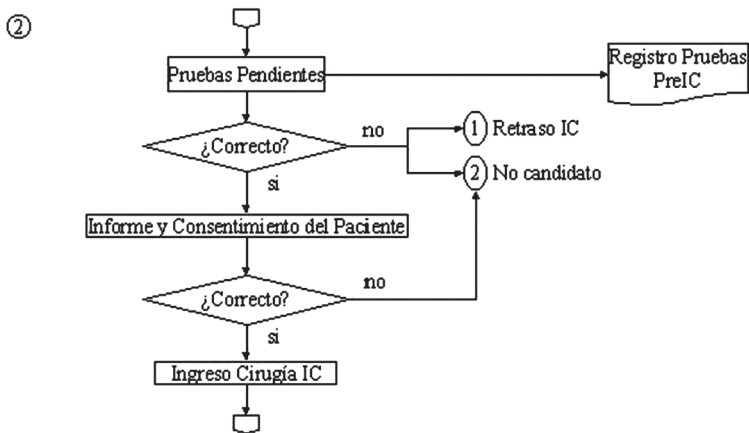 ②
Pruebas Pendientes
Registro Pruebas
PreIC
¿Correcto?
no
1 Retraso IC
2 No candidato
si
Informe y Consentimiento del Paciente
¿Correcto?
no
si
Ingreso Cirugía IC